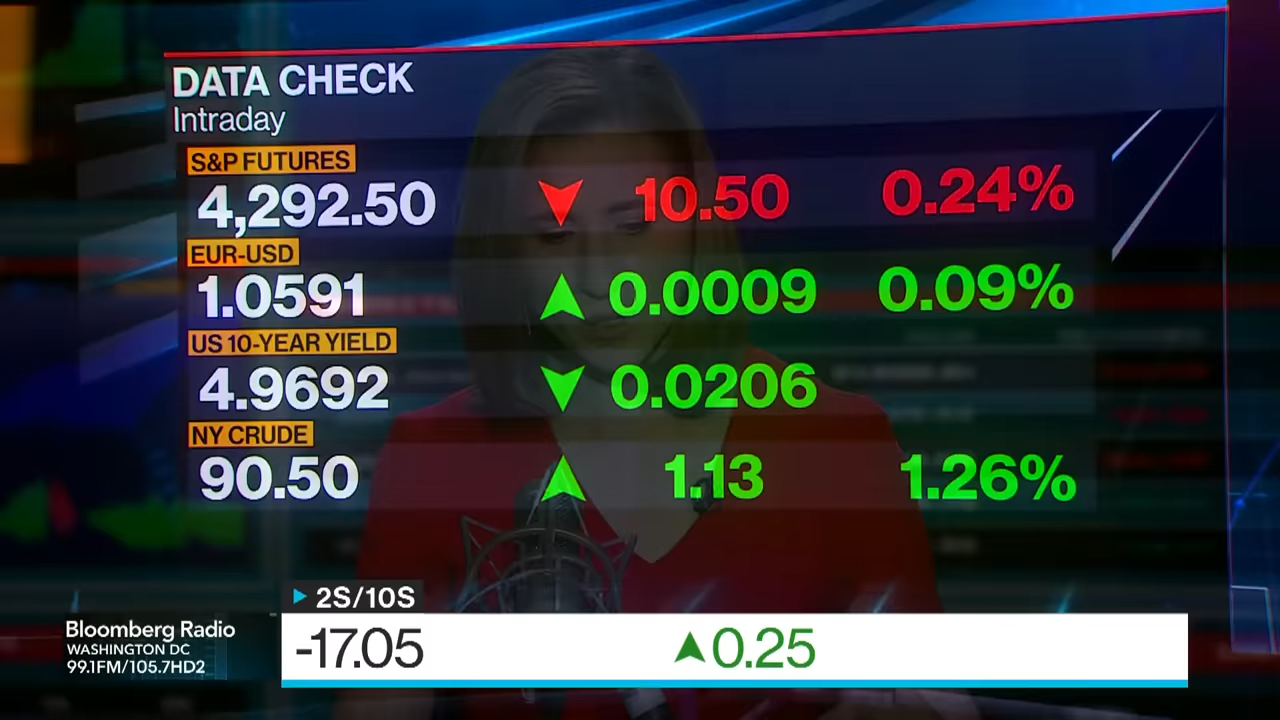 DATA CHECK
Intraday
S&P FUTURES
4,292.50 ▼ 10.50 0.24%
EUR-USD
1.0591 ▲ 0.0009 0.09%
US 10-YEAR YIELD
4.9692 ▼ 0.0206
NY CRUDE
90.50 ▲ 1.13 1.26%
2S/10S
-17.05 ▲0.25
Bloomberg Radio
WASHINGTON DC
99.1FM/105.7HD2